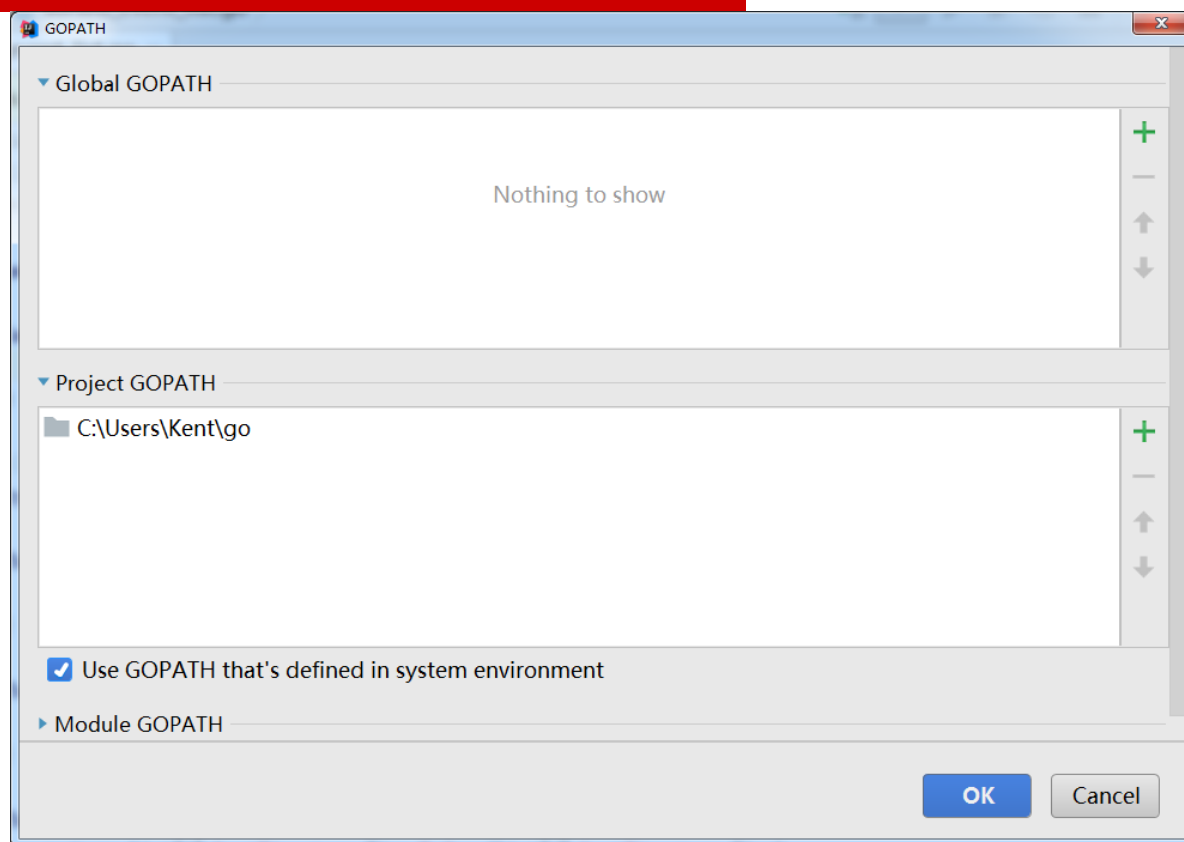 GOPATH
Global GOPATH
Nothing to show
Project GOPATH
C:\Users\Kent\go
Use GOPATH that's defined in system environment
Module GOPATH
OK
Cancel